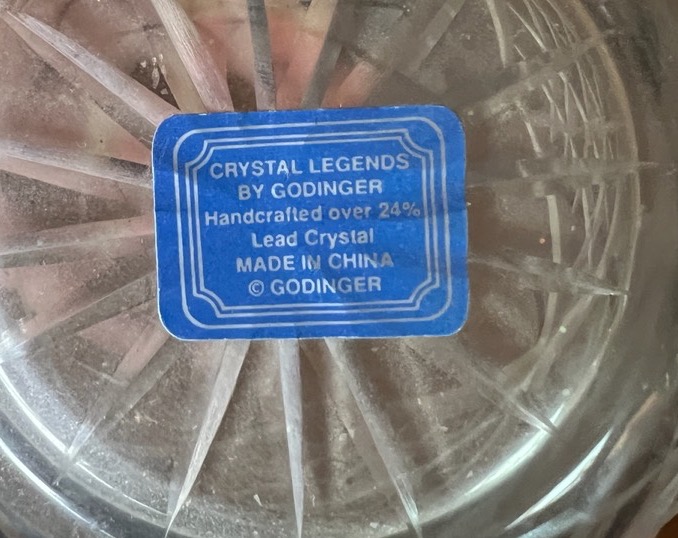 CRYSTAL LEGENDS
BY GODINGER
Handcrafted over 24%
Lead Crystal
MADE IN CHINA
© GODINGER